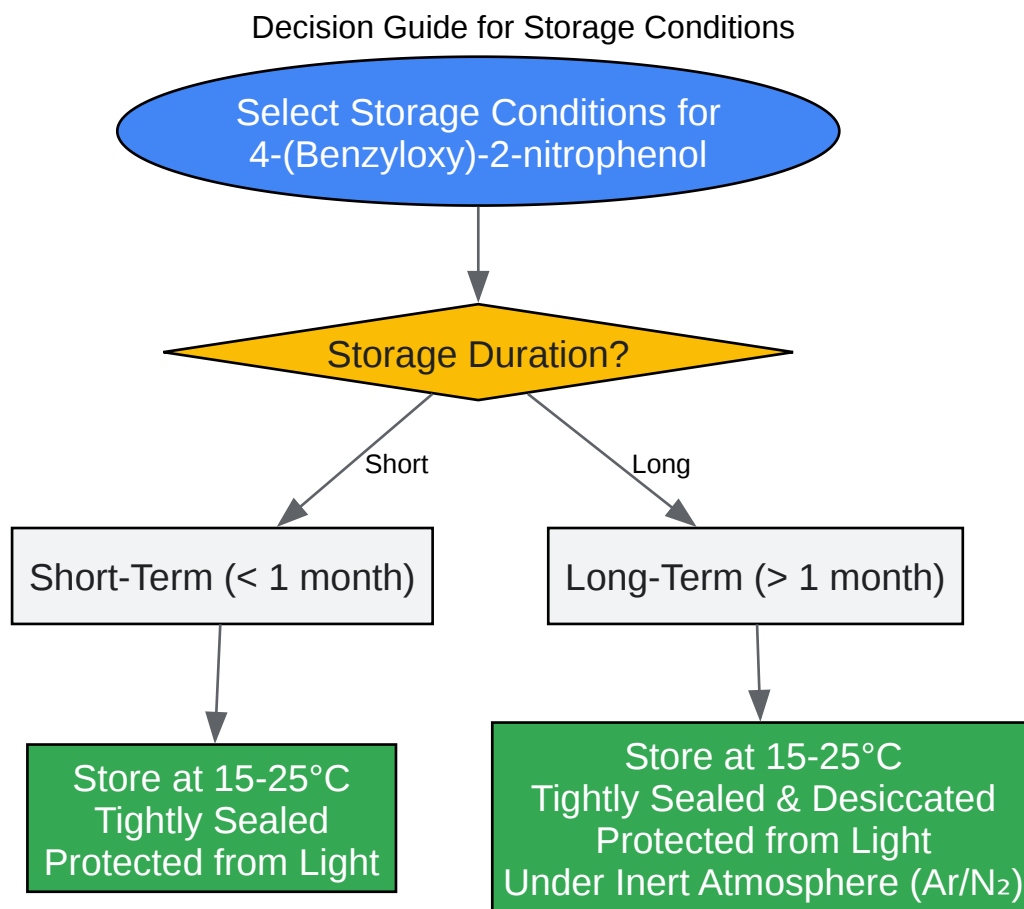 Decision Guide for Storage Conditions
Select Storage Conditions for
4-(Benzyloxy)-2-nitrophenol
Storage Duration?
Short
Long
Short-Term (< 1 month)
Long-Term (> 1 month)
Store at 15-25°C
Tightly Sealed
Protected from Light
Store at 15-25°C
Tightly Sealed & Desiccated
Protected from Light
Under Inert Atmosphere (Ar/N₂)